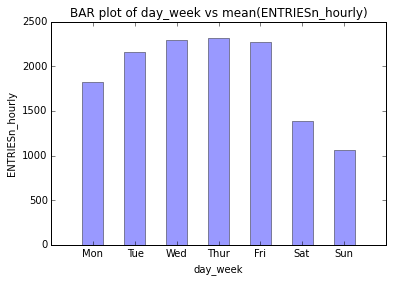 BAR plot of day_week vs mean(ENTRIESn_hourly)
2500
2000
1500
1000
500
0
ENTRIESn_hourly
Mon Tue Wed Thur Fri Sat Sun
day_week